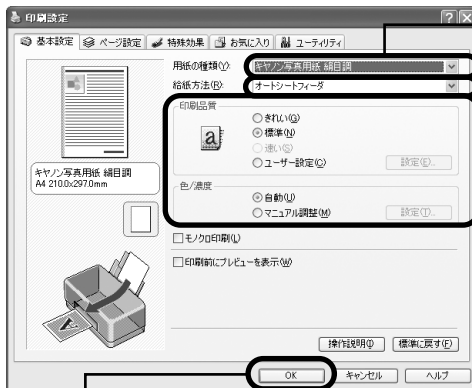 印刷設定
基本設定 ページ設定 特殊効果 お気に入り ユーティリティ
用紙の種類(Y): キヤノン写真用紙 絹目調
給紙方法(R): オートシートフィーダ
印刷品質
きれい(G)
標準(N)
速い(S)
ユーザー設定(C) 設定(E)...
キヤノン写真用紙 絹目調
A4 210.0x297.0mm
色/濃度
自動(U)
マニュアル調整(M) 設定(T)...
モノクロ印刷(L)
印刷前にプレビューを表示(W)
操作説明(I) 標準に戻す(F)
OK キャンセル ヘルプ